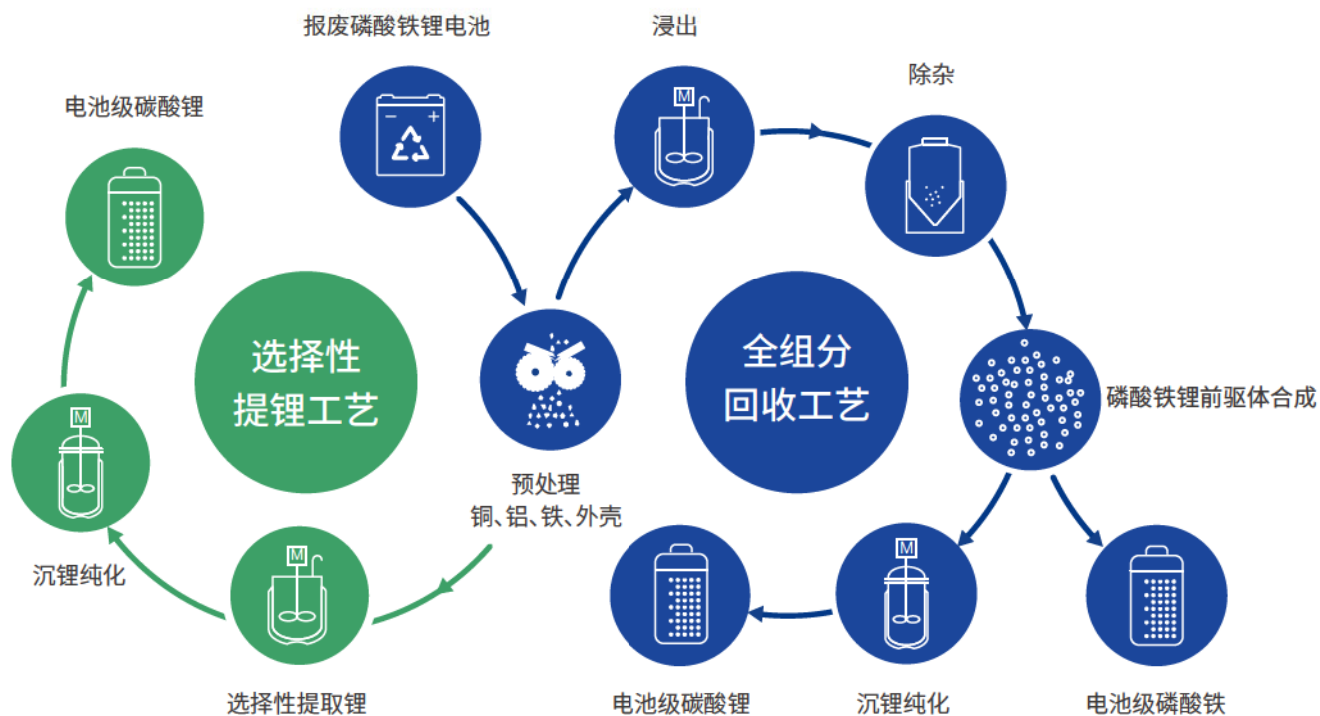 报废磷酸铁锂电池
浸出
除杂
电池级碳酸锂
M
选择性
提锂工艺
全组分
回收工艺
磷酸铁锂前驱体合成
M
预处理
铜、铝、铁、外壳
沉锂纯化
M
M
选择性提取锂
电池级碳酸锂
沉锂纯化
电池级磷酸铁